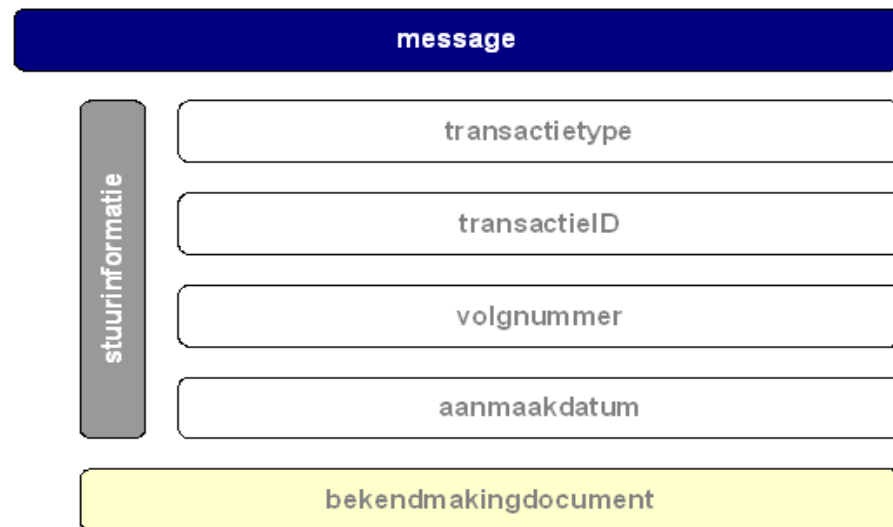 message
stuurinformatie
transactietype
transactieID
volgnummer
aanmaakdatum
bekendmakingdocument